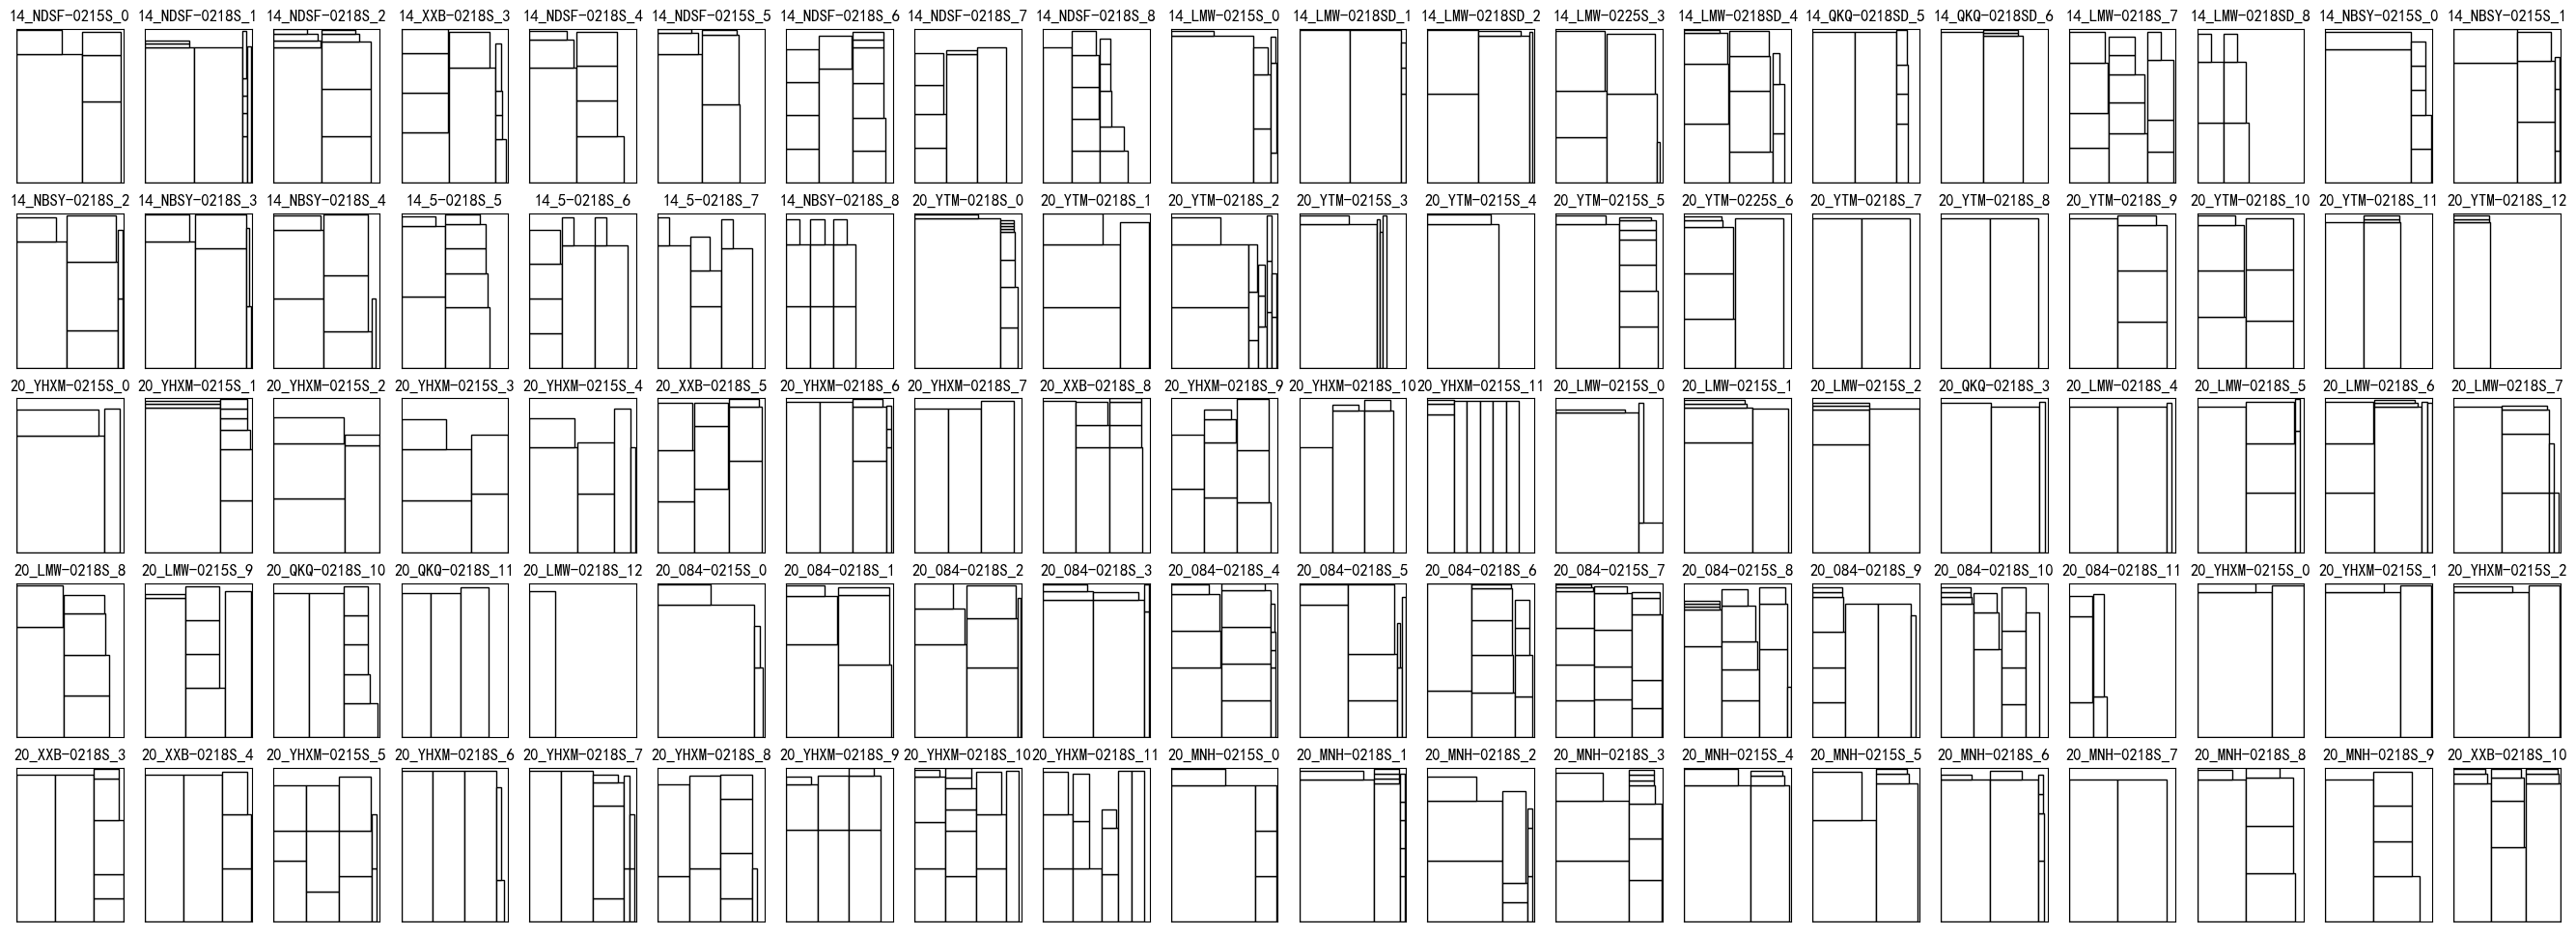 14_NDSF-0215S_0 14_NDSF-0218S_1 14_NDSF-0218S_2 14_XXB-0218S_3 14_NDSF-0218S_4 14_NDSF-0215S_5 14_NDSF-0218S_6 14_NDSF-0218S_7 14_NDSF-0218S_8 14_LMW-0215S_0 14_LMW-0218SD_1 14_LMW-0218SD_2 14_LMW-0225S_3 14_LMW-0218SD_4 14_QKQ-0218SD_5 14_QKQ-0218SD_6 14_LMW-0218S_7 14_LMW-0218SD_8 14_NBSY-0215S_0 14_NBSY-0215S_1
14_NBSY-0218S_2 14_NBSY-0218S_3 14_NBSY-0218S_4 14_5-0218S_5 14_5-0218S_6 14_5-0218S_7 14_NBSY-0218S_8 20_YTM-0218S_0 20_YTM-0218S_1 20_YTM-0218S_2 20_YTM-0215S_3 20_YTM-0215S_4 20_YTM-0215S_5 20_YTM-0225S_6 20_YTM-0218S_7 20_YTM-0218S_8 20_YTM-0218S_9 20_YTM-0218S_10 20_YTM-0218S_11 20_YTM-0218S_12
20_YHXM-0215S_0 20_YHXM-0215S_1 20_YHXM-0215S_2 20_YHXM-0215S_3 20_YHXM-0215S_4 20_XXB-0218S_5 20_YHXM-0218S_6 20_YHXM-0218S_7 20_XXB-0218S_8 20_YHXM-0218S_9 20_YHXM-0218S_10 20_YHXM-0215S_11 20_LMW-0215S_0 20_LMW-0215S_1 20_LMW-0215S_2 20_QKQ-0218S_3 20_LMW-0218S_4 20_LMW-0218S_5 20_LMW-0218S_6 20_LMW-0218S_7
20_LMW-0218S_8 20_LMW-0215S_9 20_QKQ-0218S_10 20_QKQ-0218S_11 20_LMW-0218S_12 20_084-0215S_0 20_084-0218S_1 20_084-0218S_2 20_084-0218S_3 20_084-0218S_4 20_084-0218S_5 20_084-0218S_6 20_084-0215S_7 20_084-0215S_8 20_084-0218S_9 20_084-0218S_10 20_084-0218S_11 20_YHXM-0215S_0 20_YHXM-0215S_1 20_YHXM-0215S_2
20_XXB-0218S_3 20_XXB-0218S_4 20_YHXM-0215S_5 20_YHXM-0218S_6 20_YHXM-0218S_7 20_YHXM-0218S_8 20_YHXM-0218S_9 20_YHXM-0218S_10 20_YHXM-0218S_11 20_MNH-0215S_0 20_MNH-0218S_1 20_MNH-0218S_2 20_MNH-0218S_3 20_MNH-0215S_4 20_MNH-0215S_5 20_MNH-0218S_6 20_MNH-0218S_7 20_MNH-0218S_8 20_MNH-0218S_9 20_XXB-0218S_10